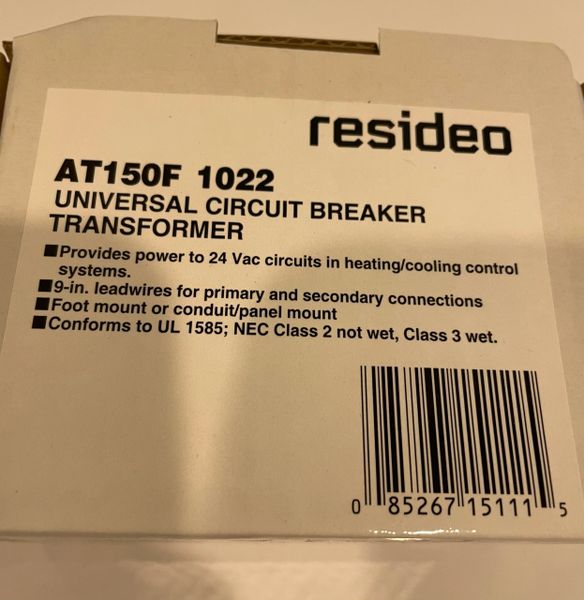 resideo
AT150F 1022
UNIVERSAL CIRCUIT BREAKER
TRANSFORMER
■Provides power to 24 Vac circuits in heating/cooling control
systems.
■9-in. leadwires for primary and secondary connections
■Foot mount or conduit/panel mount
■Conforms to UL 1585; NEC Class 2 not wet, Class 3 wet.
0 85267 15111 5